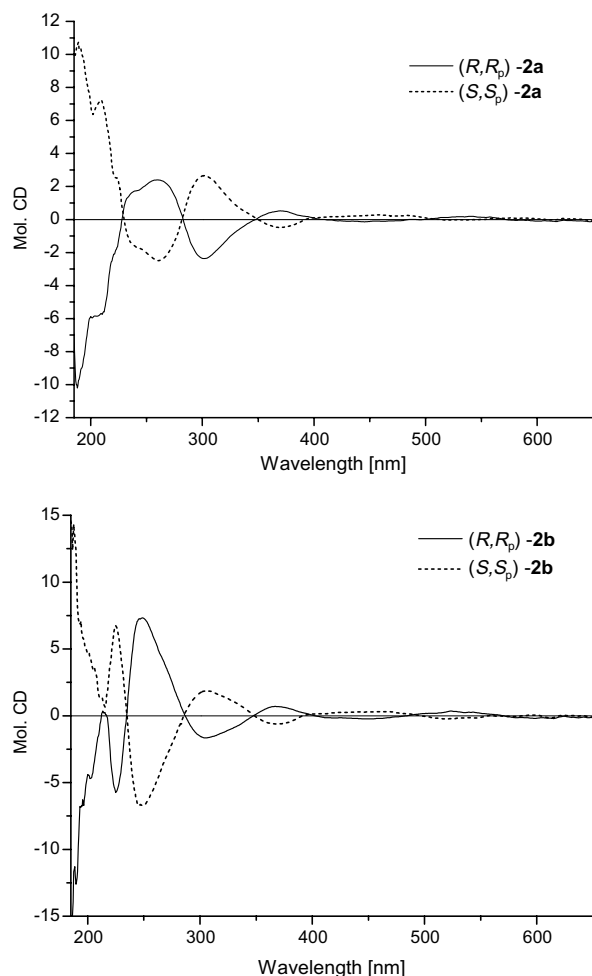 12
10
8
6
4
2
0
-2
-4
-6
-8
-10
-12
Mol. CD
(R,Rp) -2a
(S,Sp) -2a
200 300 400 500 600
Wavelength [nm]
15
10
5
0
-5
-10
-15
Mol. CD
(R,Rp) -2b
(S,Sp) -2b
200 300 400 500 600
Wavelength [nm]